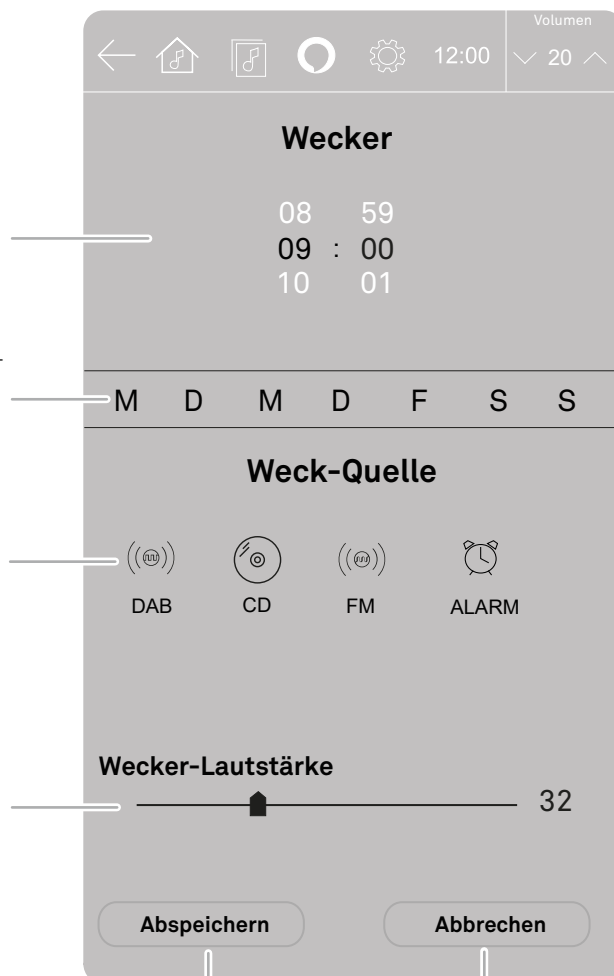 Volumen
12:00 20
Wecker
08 59
09 : 00
10 01
M D M D F S S
Weck-Quelle
DAB CD FM ALARM
Wecker-Lautstärke
32
Abspeichern Abbrechen